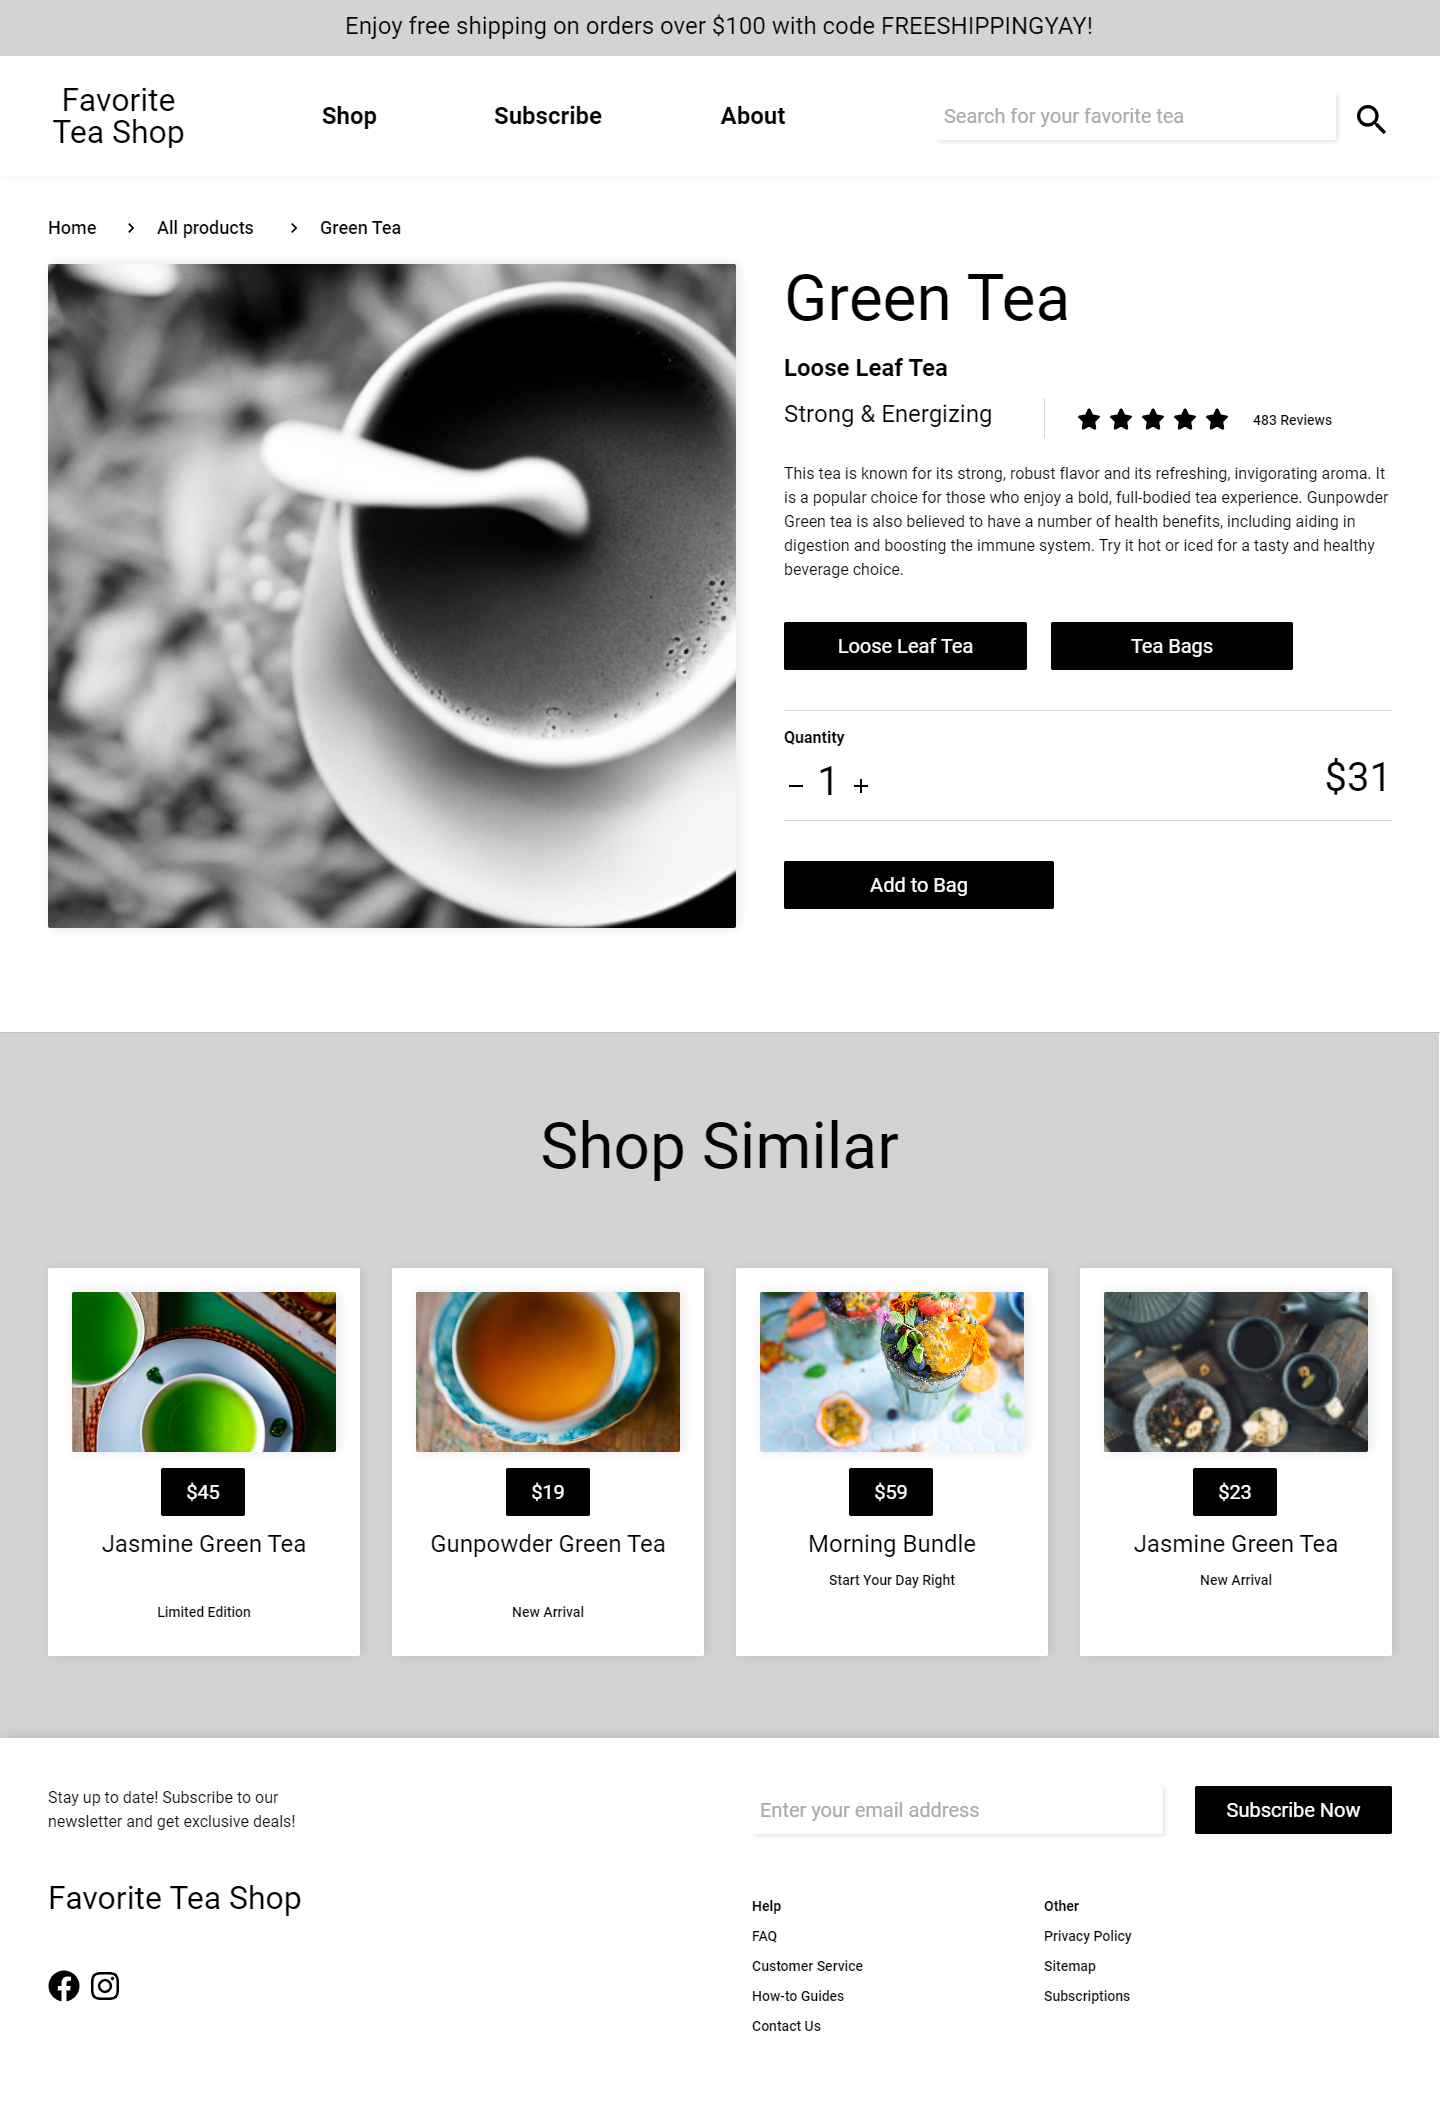 Enjoy free shipping on orders over $100 with code FREESHIPPINGYAY!
Favorite
Tea Shop
Shop
Subscribe
About
Search for your favorite tea
Home
All products
Green Tea
Green Tea
Loose Leaf Tea
Strong & Energizing
483 Reviews
This tea is known for its strong, robust flavor and its refreshing, invigorating aroma. It
is a popular choice for those who enjoy a bold, full-bodied tea experience. Gunpowder
Green tea is also believed to have a number of health benefits, including aiding in
digestion and boosting the immune system. Try it hot or iced for a tasty and healthy
beverage choice.
Loose Leaf Tea
Tea Bags
Quantity
− 1 +
$31
Add to Bag
Shop Similar
$45
Jasmine Green Tea
Limited Edition
$19
Gunpowder Green Tea
New Arrival
$59
Morning Bundle
Start Your Day Right
$23
Jasmine Green Tea
New Arrival
Stay up to date! Subscribe to our
newsletter and get exclusive deals!
Enter your email address
Subscribe Now
Favorite Tea Shop
Help
FAQ
Customer Service
How-to Guides
Contact Us
Other
Privacy Policy
Sitemap
Subscriptions